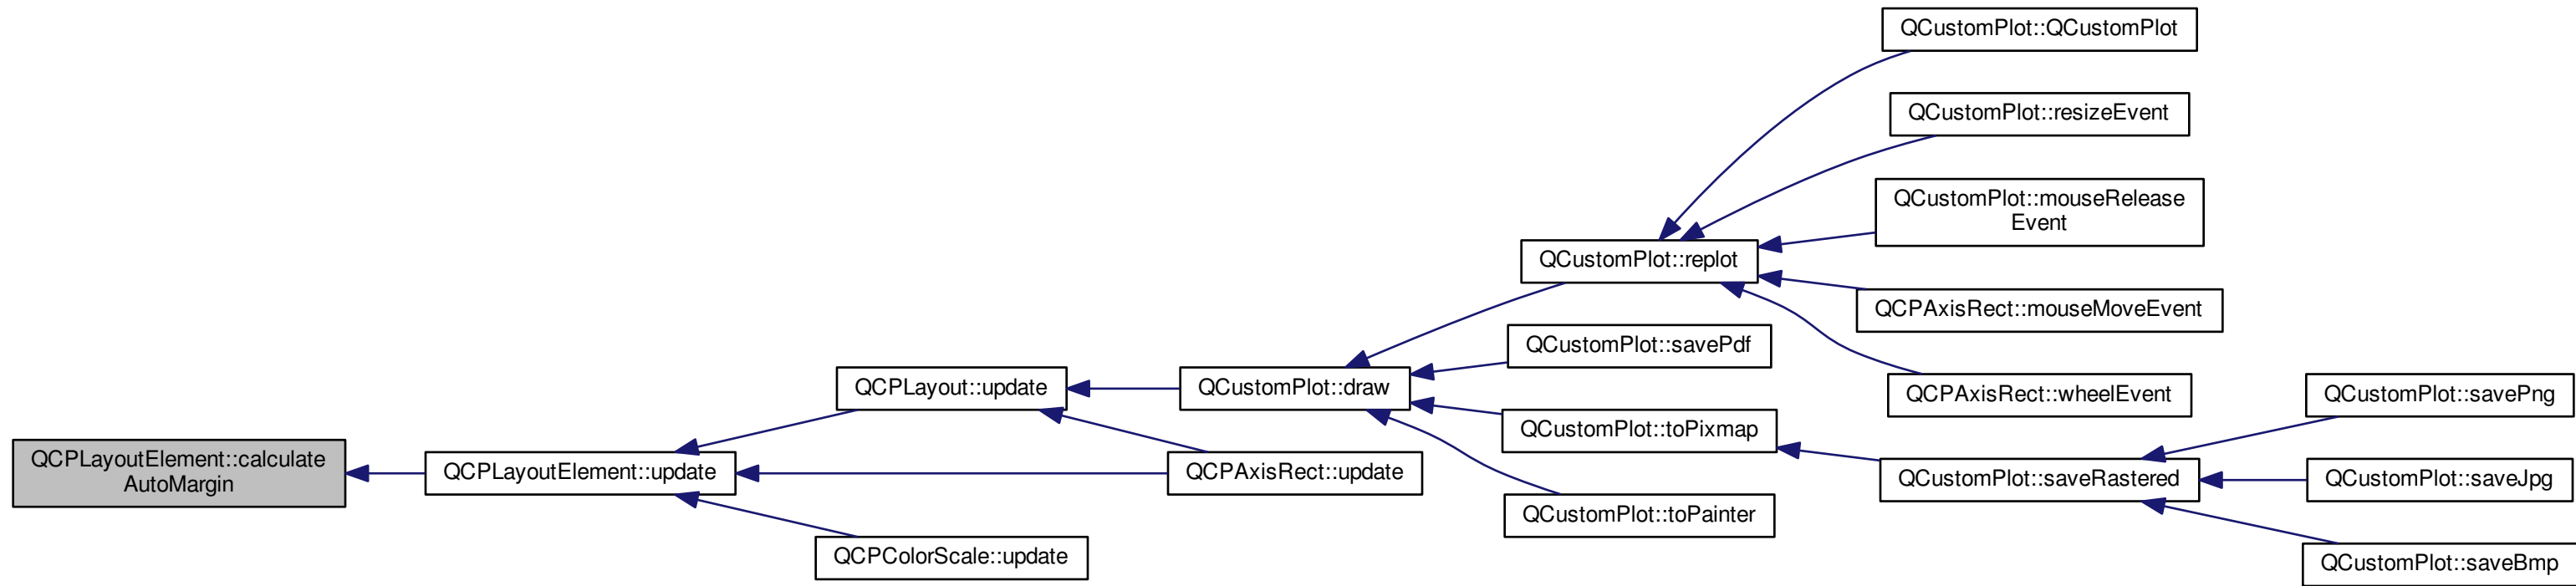 QCustomPlot::QCustomPlot
QCustomPlot::resizeEvent
QCustomPlot::mouseRelease
Event
QCustomPlot::replot
QCPAxisRect::mouseMoveEvent
QCustomPlot::savePdf
QCPLayout::update
QCustomPlot::draw
QCPAxisRect::wheelEvent
QCustomPlot::savePng
QCustomPlot::toPixmap
QCPLayoutElement::calculate
AutoMargin
QCPLayoutElement::update
QCPAxisRect::update
QCustomPlot::saveRastered
QCustomPlot::saveJpg
QCustomPlot::toPainter
QCPColorScale::update
QCustomPlot::saveBmp